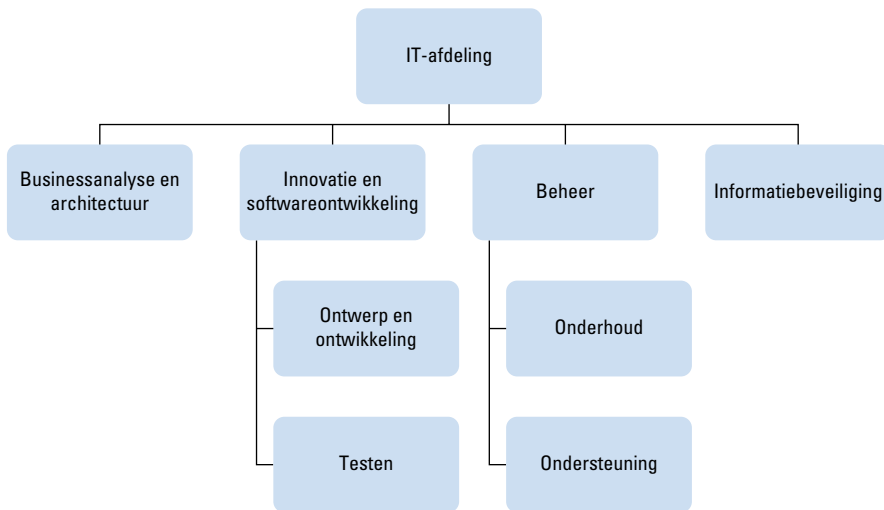 IT-afdeling
Businessanalyse en
architectuur
Innovatie en
softwareontwikkeling
Beheer
Informatiebeveiliging
Ontwerp en
ontwikkeling
Onderhoud
Testen
Ondersteuning